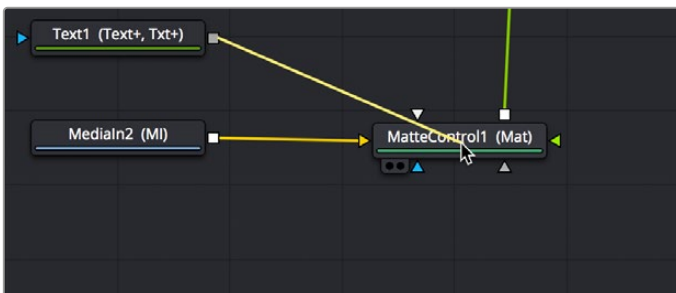 Text1 (Text+, Txt+)
MediaIn2 (MI)
MatteControl1 (Mat)